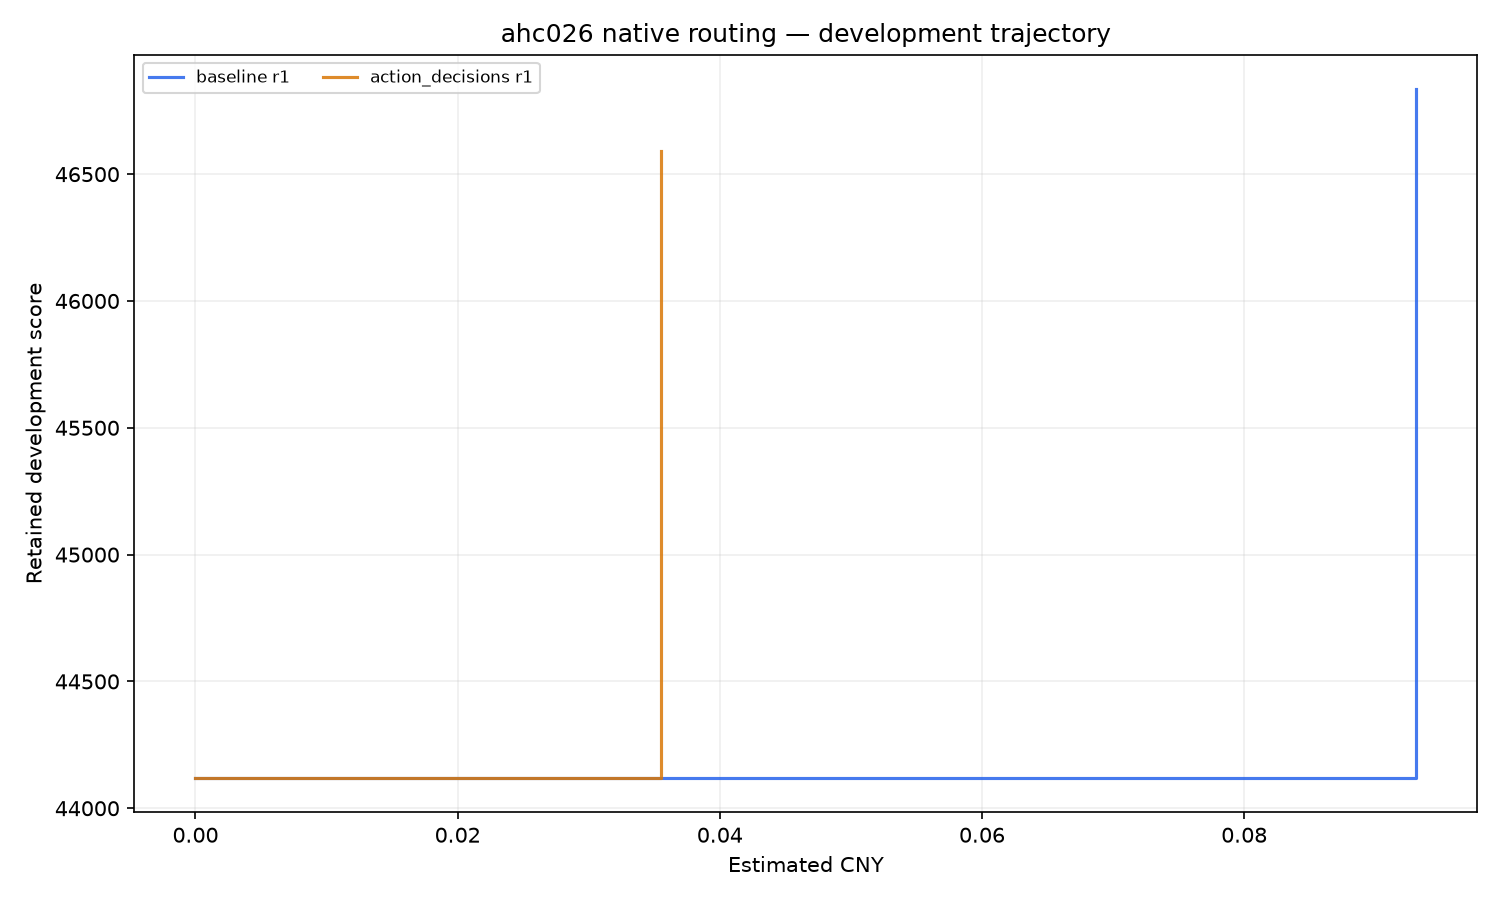 ahc026 native routing — development trajectory
baseline r1
action_decisions r1
Retained development score
46500
46000
45500
45000
44500
44000
0.00
0.02
0.04
0.06
0.08
Estimated CNY